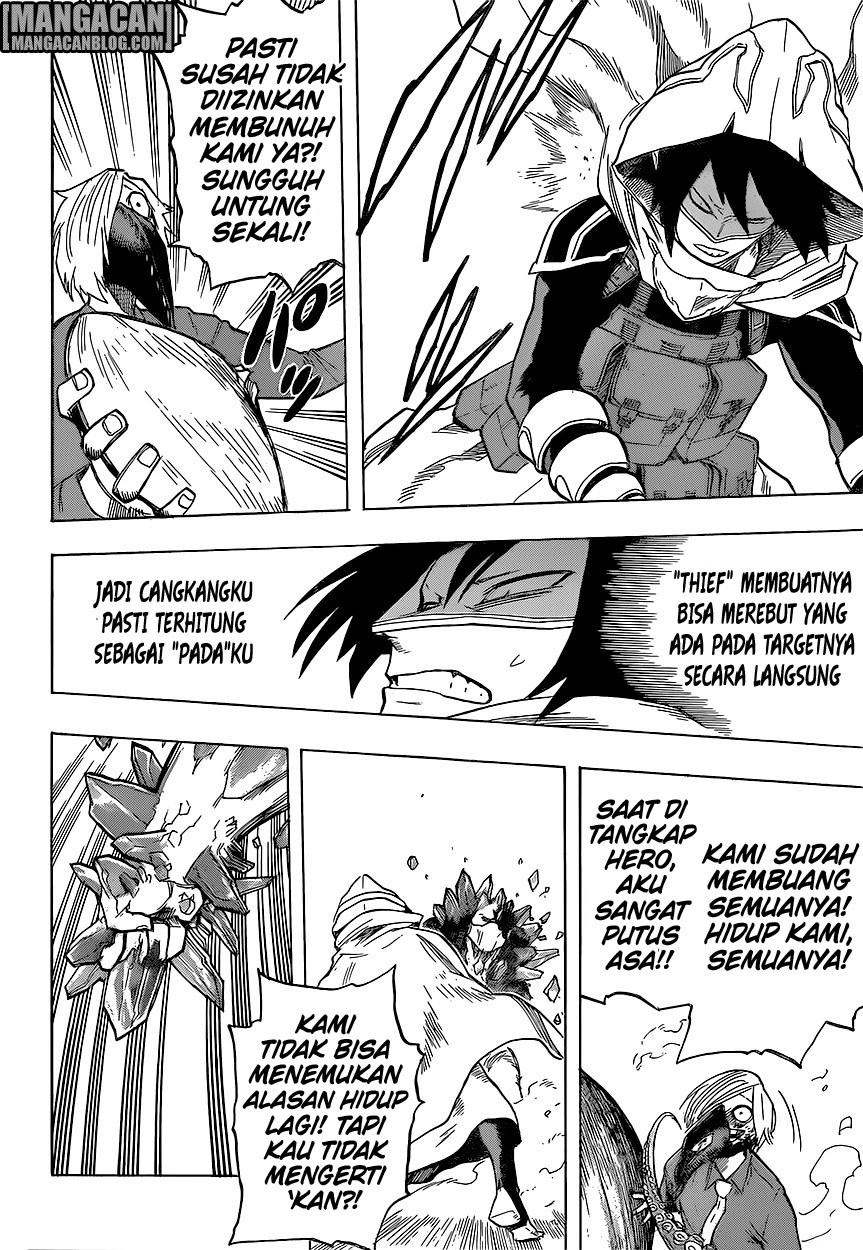 MANGACAN
MANGACANBLOG.COM
PASTI
SUSAH TIDAK
DIIZINKAN
MEMBUNUH
KAMI YA?!
SUNGGUH
UNTUNG
SEKALI!
パッ
"THIEF" MEMBUATNYA
BISA MEREBUT YANG
ADA PADA TARGETNYA
SECARA LANGSUNG
JADI CANGKANGKU
PASTI TERHITUNG
SEBAGAI "PADA"KU
KAMI SUDAH
MEMBUANG
SEMUANYA!
HIDUP KAMI,
SEMUANYA!
SAAT DI
TANGKAP
HERO,
AKU
SANGAT
PUTUS
ASA!!
KAMI
TIDAK BISA
MENEMUKAN
ALASAN HIDUP
LAGI! TAPI
KAU TIDAK
MENGERTI
'KAN?!